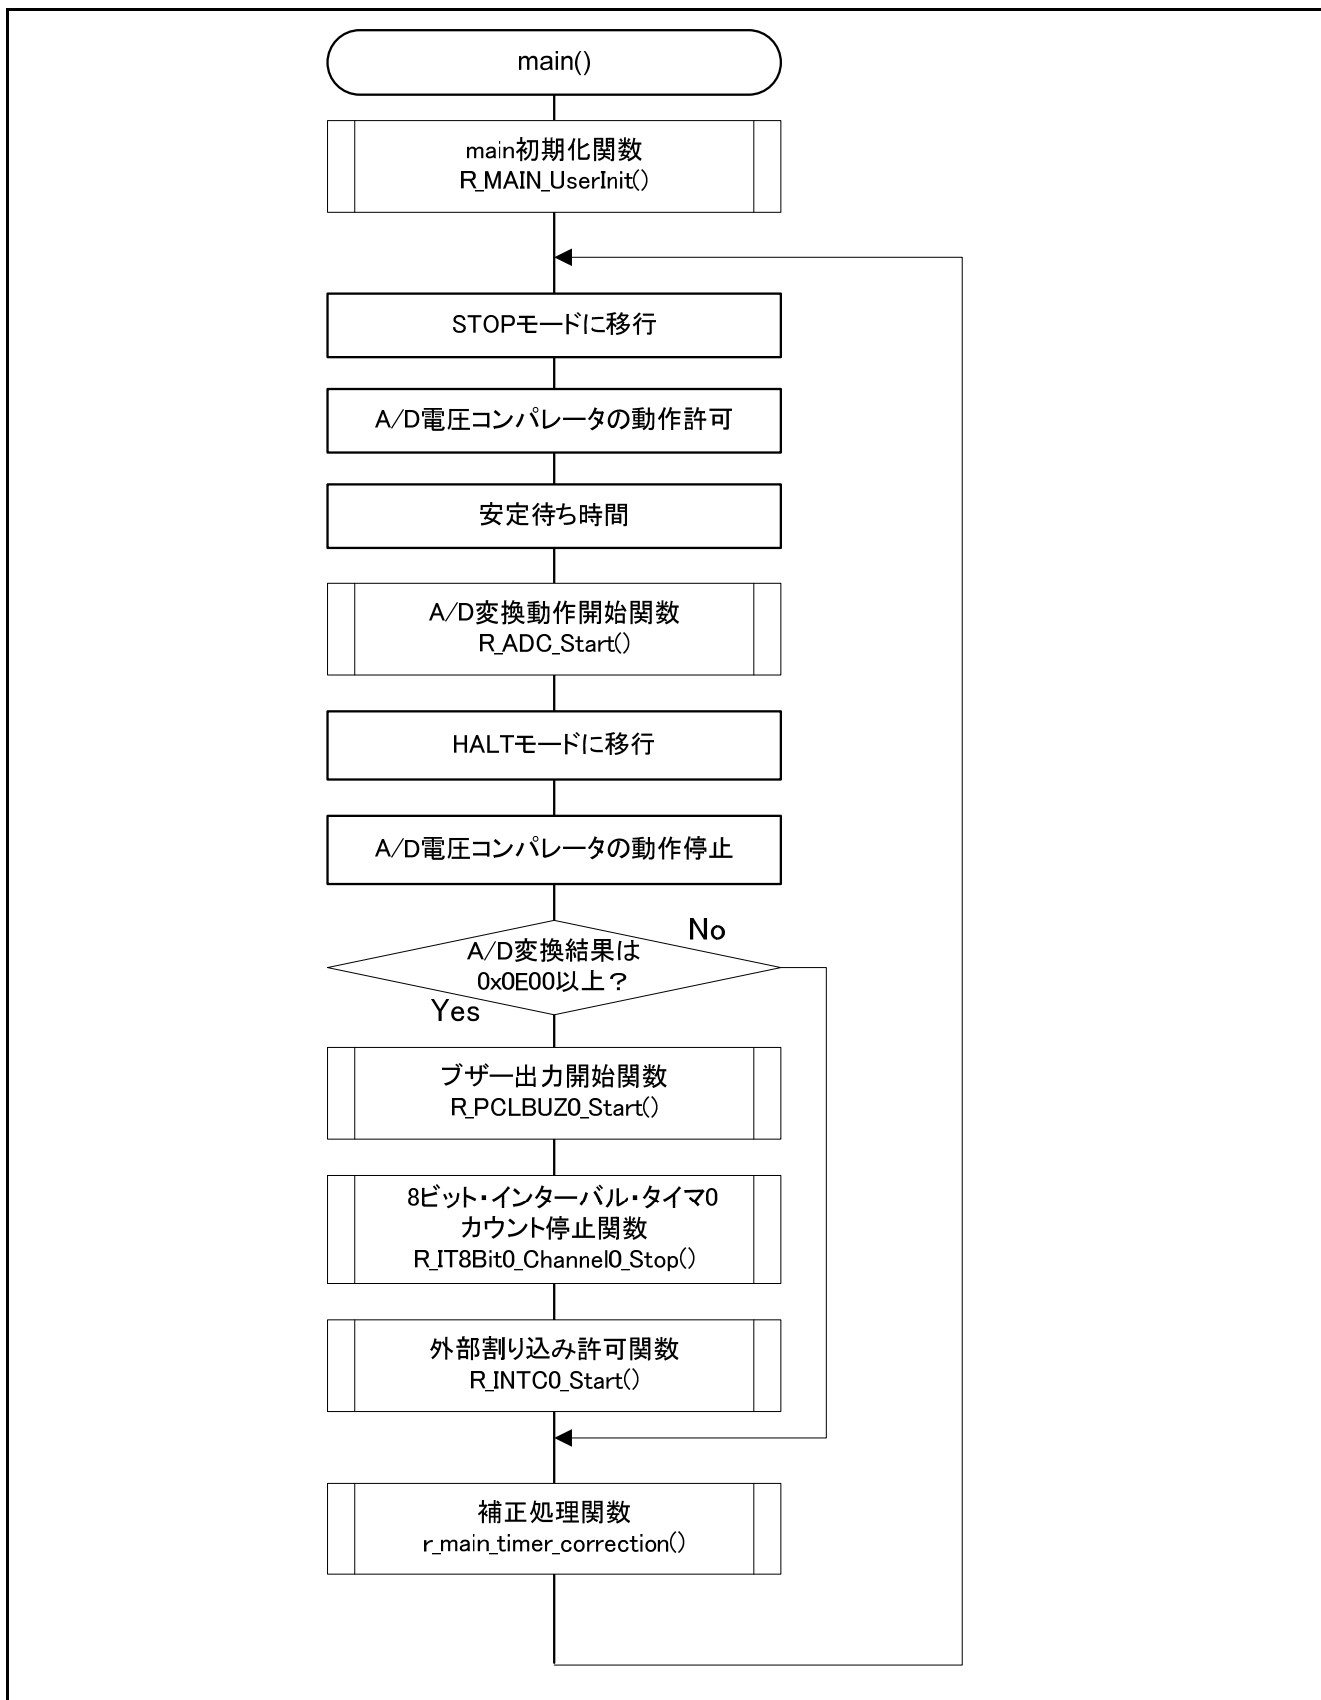 main()
main初期化関数
R_MAIN_UserInit()
STOPモードに移行
A/D電圧コンパレータの動作許可
安定待ち時間
A/D変換動作開始関数
R_ADC_Start()
HALTモードに移行
A/D電圧コンパレータの動作停止
No
A/D変換結果は
0x0E00以上？
Yes
ブザー出力開始関数
R_PCLBUZ0_Start()
8ビット・インターバル・タイマ0
カウント停止関数
R_IT8Bit0_Channel0_Stop()
外部割り込み許可関数
R_INTC0_Start()
補正処理関数
r_main_timer_correction()